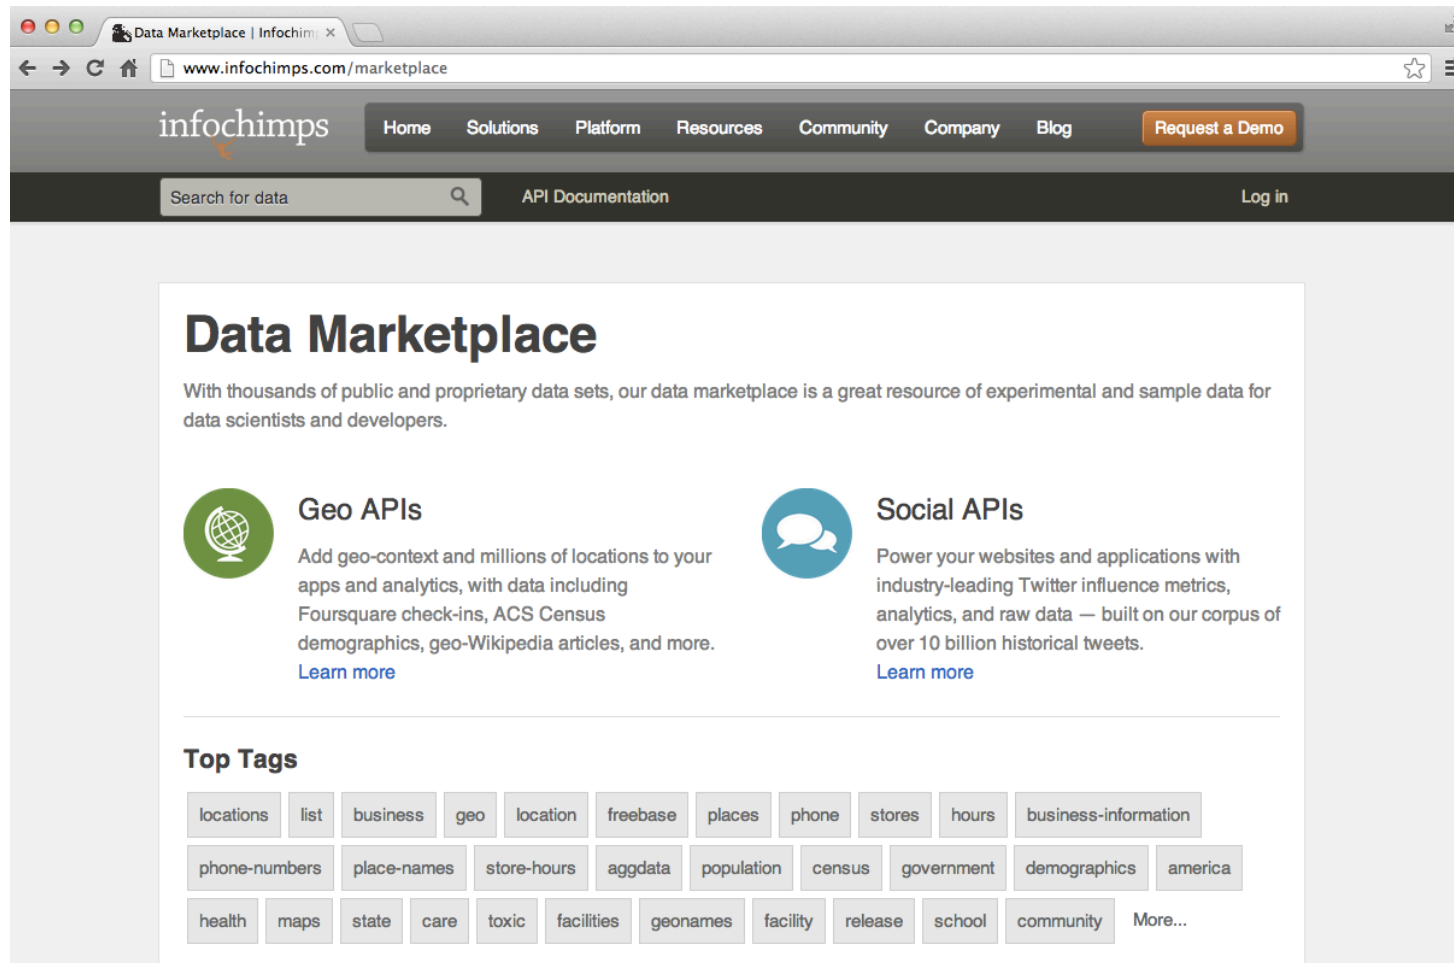 Data Marketplace | Infochim
www.infochimps.com/marketplace
infochimps Home Solutions Platform Resources Community Company Blog Request a Demo
Search for data API Documentation Log in
Data Marketplace
With thousands of public and proprietary data sets, our data marketplace is a great resource of experimental and sample data for
data scientists and developers.
Geo APIs
Add geo-context and millions of locations to your
apps and analytics, with data including
Foursquare check-ins, ACS Census
demographics, geo-Wikipedia articles, and more.
Learn more
Social APIs
Power your websites and applications with
industry-leading Twitter influence metrics,
analytics, and raw data — built on our corpus of
over 10 billion historical tweets.
Learn more
Top Tags
locations list business geo location freebase places phone stores hours business-information
phone-numbers place-names store-hours aggdata population census government demographics america
health maps state care toxic facilities geonames facility release school community More...